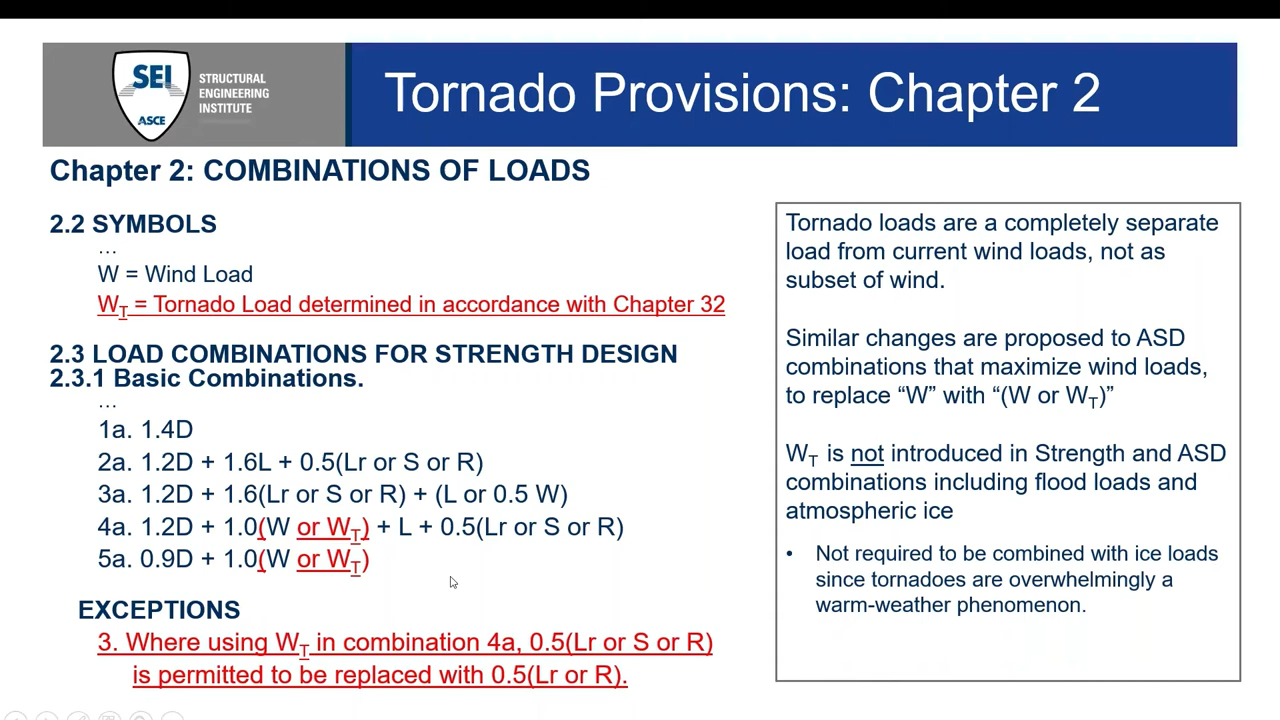 SEI
ASCE
STRUCTURAL
ENGINEERING
INSTITUTE
Tornado Provisions: Chapter 2
Chapter 2: COMBINATIONS OF LOADS
2.2 SYMBOLS
...
W = Wind Load
W_T = Tornado Load determined in accordance with Chapter 32
2.3 LOAD COMBINATIONS FOR STRENGTH DESIGN
2.3.1 Basic Combinations.
...
1a. 1.4D
2a. 1.2D + 1.6L + 0.5(Lr or S or R)
3a. 1.2D + 1.6(Lr or S or R) + (L or 0.5 W)
4a. 1.2D + 1.0(W or W_T) + L + 0.5(Lr or S or R)
5a. 0.9D + 1.0(W or W_T)
EXCEPTIONS
3. Where using W_T in combination 4a, 0.5(Lr or S or R)
is permitted to be replaced with 0.5(Lr or R).
Tornado loads are a completely separate
load from current wind loads, not as
subset of wind.
Similar changes are proposed to ASD
combinations that maximize wind loads,
to replace “W” with “(W or W_T)”
W_T is not introduced in Strength and ASD
combinations including flood loads and
atmospheric ice
• Not required to be combined with ice loads
since tornadoes are overwhelmingly a
warm-weather phenomenon.